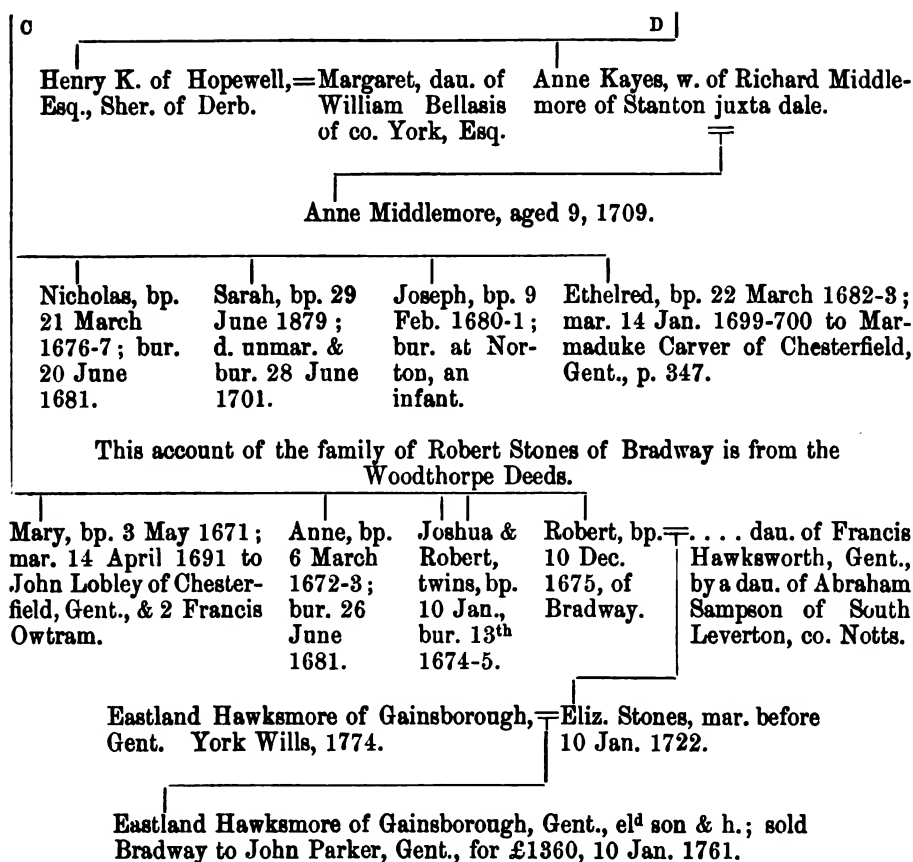 C D
Henry K. of Hopewell,=Margaret, dau. of
Esq., Sher. of Derb.
William Bellasis
of co. York, Esq.
Anne Kayes, w. of Richard Middle-
more of Stanton juxta dale.
Anne Middlemore, aged 9, 1709.
Nicholas, bp.
21 March
1676-7 ; bur.
20 June
1681.
Sarah, bp. 29
June 1879 ;
d. unmar. &
bur. 28 June
1701.
Joseph, bp. 9
Feb. 1680-1 ;
bur. at Nor-
ton, an
infant.
Ethelred, bp. 22 March 1682-3 ;
mar. 14 Jan. 1699-700 to Mar-
maduke Carver of Chesterfield,
Gent., p. 347.
This account of the family of Robert Stones of Bradway is from the
Woodthorpe Deeds.
Mary, bp. 3 May 1671 ;
mar. 14 April 1691 to
John Lobley of Chester-
field, Gent., & 2 Francis
Owtram.
Anne, bp.
6 March
1672-3 ;
bur. 26
June
1681.
Joshua &
Robert,
twins, bp.
10 Jan.,
bur. 13th
1674-5.
Robert, bp.
10 Dec.
1675, of
Bradway.
.... dau. of Francis
Hawksworth, Gent.,
by a dau. of Abraham
Sampson of South
Leverton, co. Notts.
Eastland Hawksmore of Gainsborough,
Gent. York Wills, 1774.
Eliz. Stones, mar. before
10 Jan. 1722.
Eastland Hawksmore of Gainsborough, Gent., eld son & h. ; sold
Bradway to John Parker, Gent., for £1360, 10 Jan. 1761.